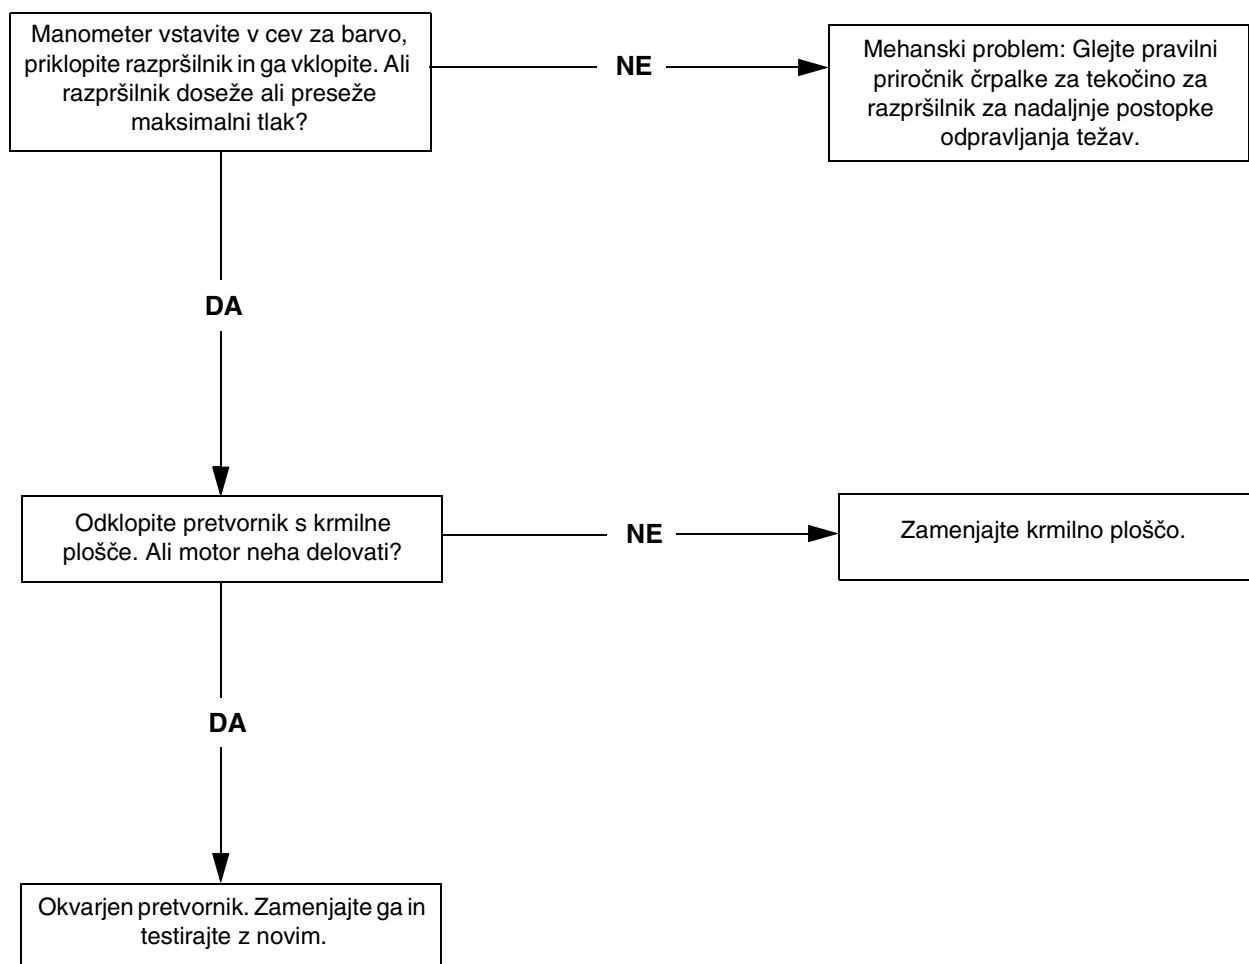 Manometer vstavite v cev za barvo,
priklopite razpršilnik in ga vklopite. Ali
razpršilnik doseže ali preseže
maksimalni tlak?
NE
Mehanski problem: Glejte pravilni
priročnik črpalke za tekočino za
razpršilnik za nadaljnje postopke
odpravljanja težav.
DA
Odklopite pretvornik s krmilne
plošče. Ali motor neha delovati?
NE
Zamenjajte krmilno ploščo.
DA
Okvarjen pretvornik. Zamenjajte ga in
testirajte z novim.